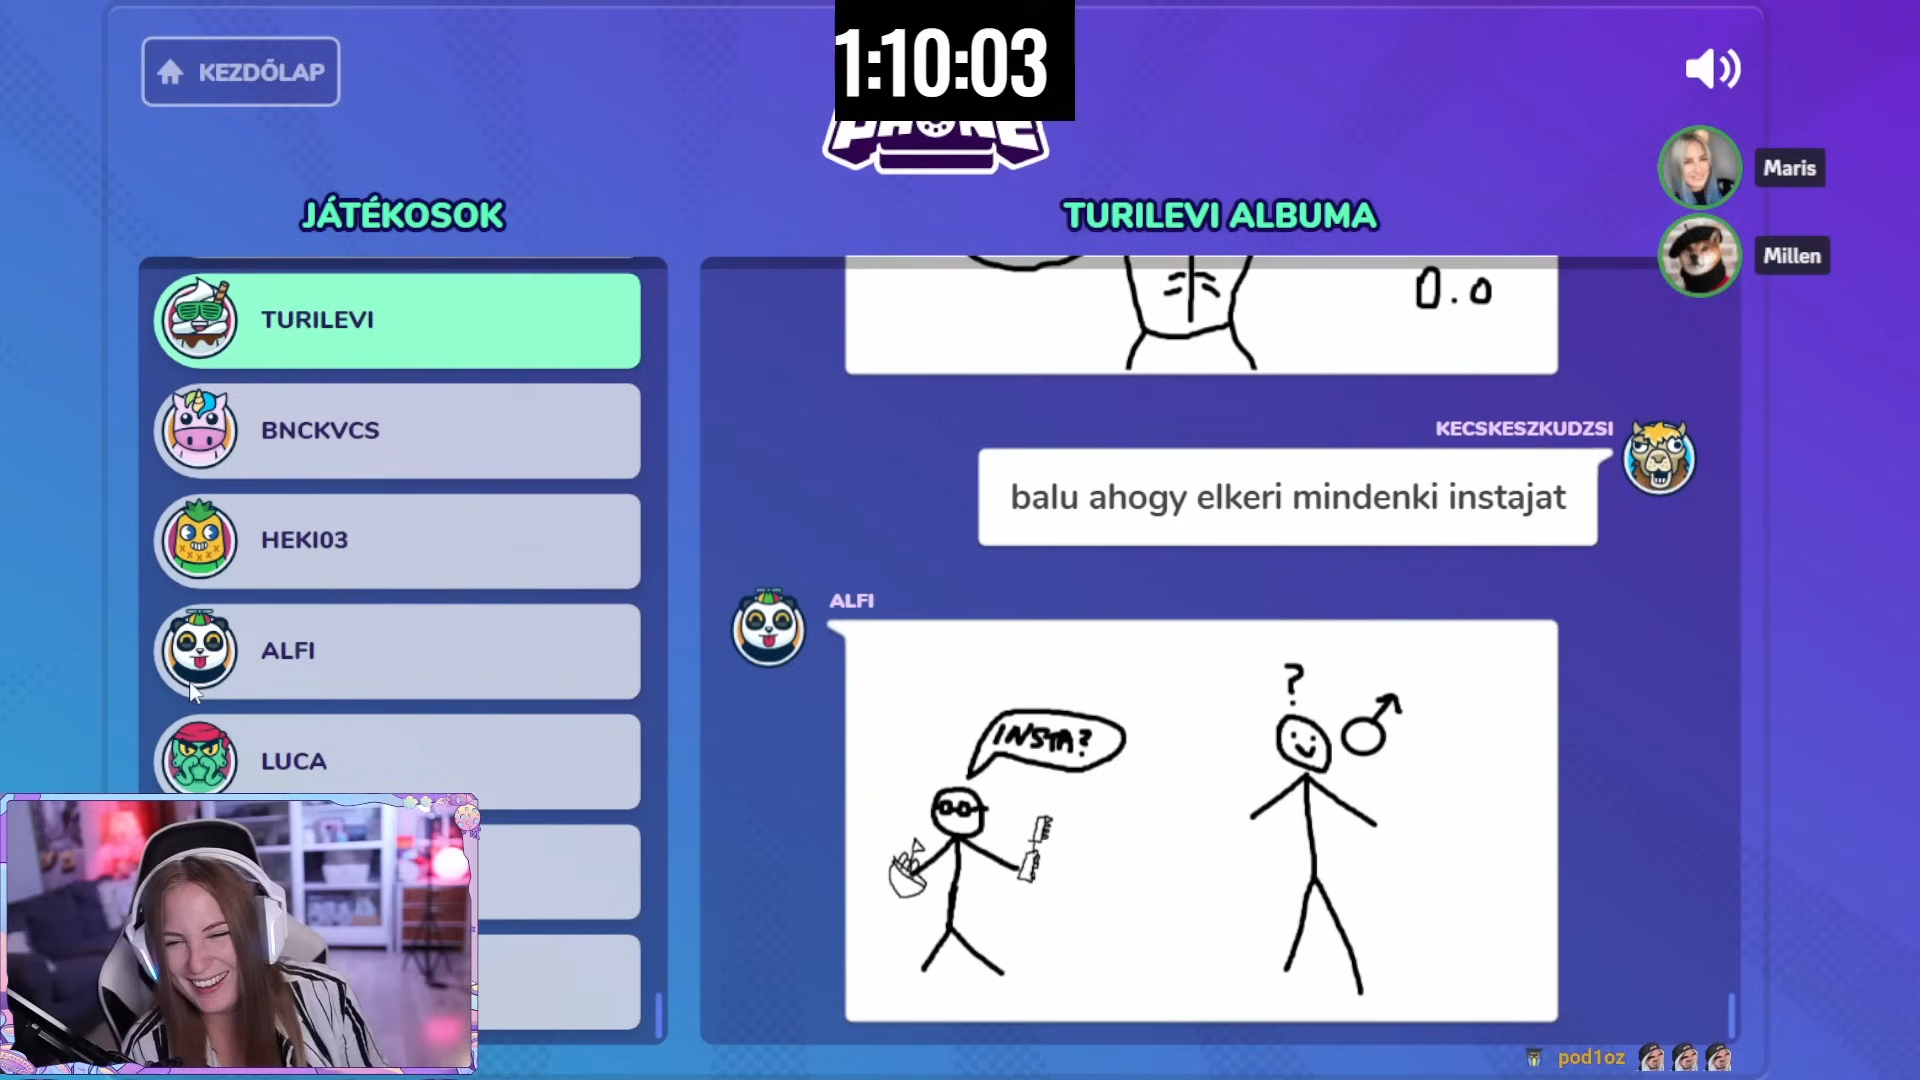 1:10:03
KEZDŐLAP
PHONE
Maris
Millen
JÁTÉKOSOK
TURILEVI ALBUMA
TURILEVI
BNCKVCS
HEKI03
ALFI
LUCA
0.0
KECSKESZKUDZSI
balu ahogy elkeri mindenki instajat
ALFI
?
INSTA?
pod1oz